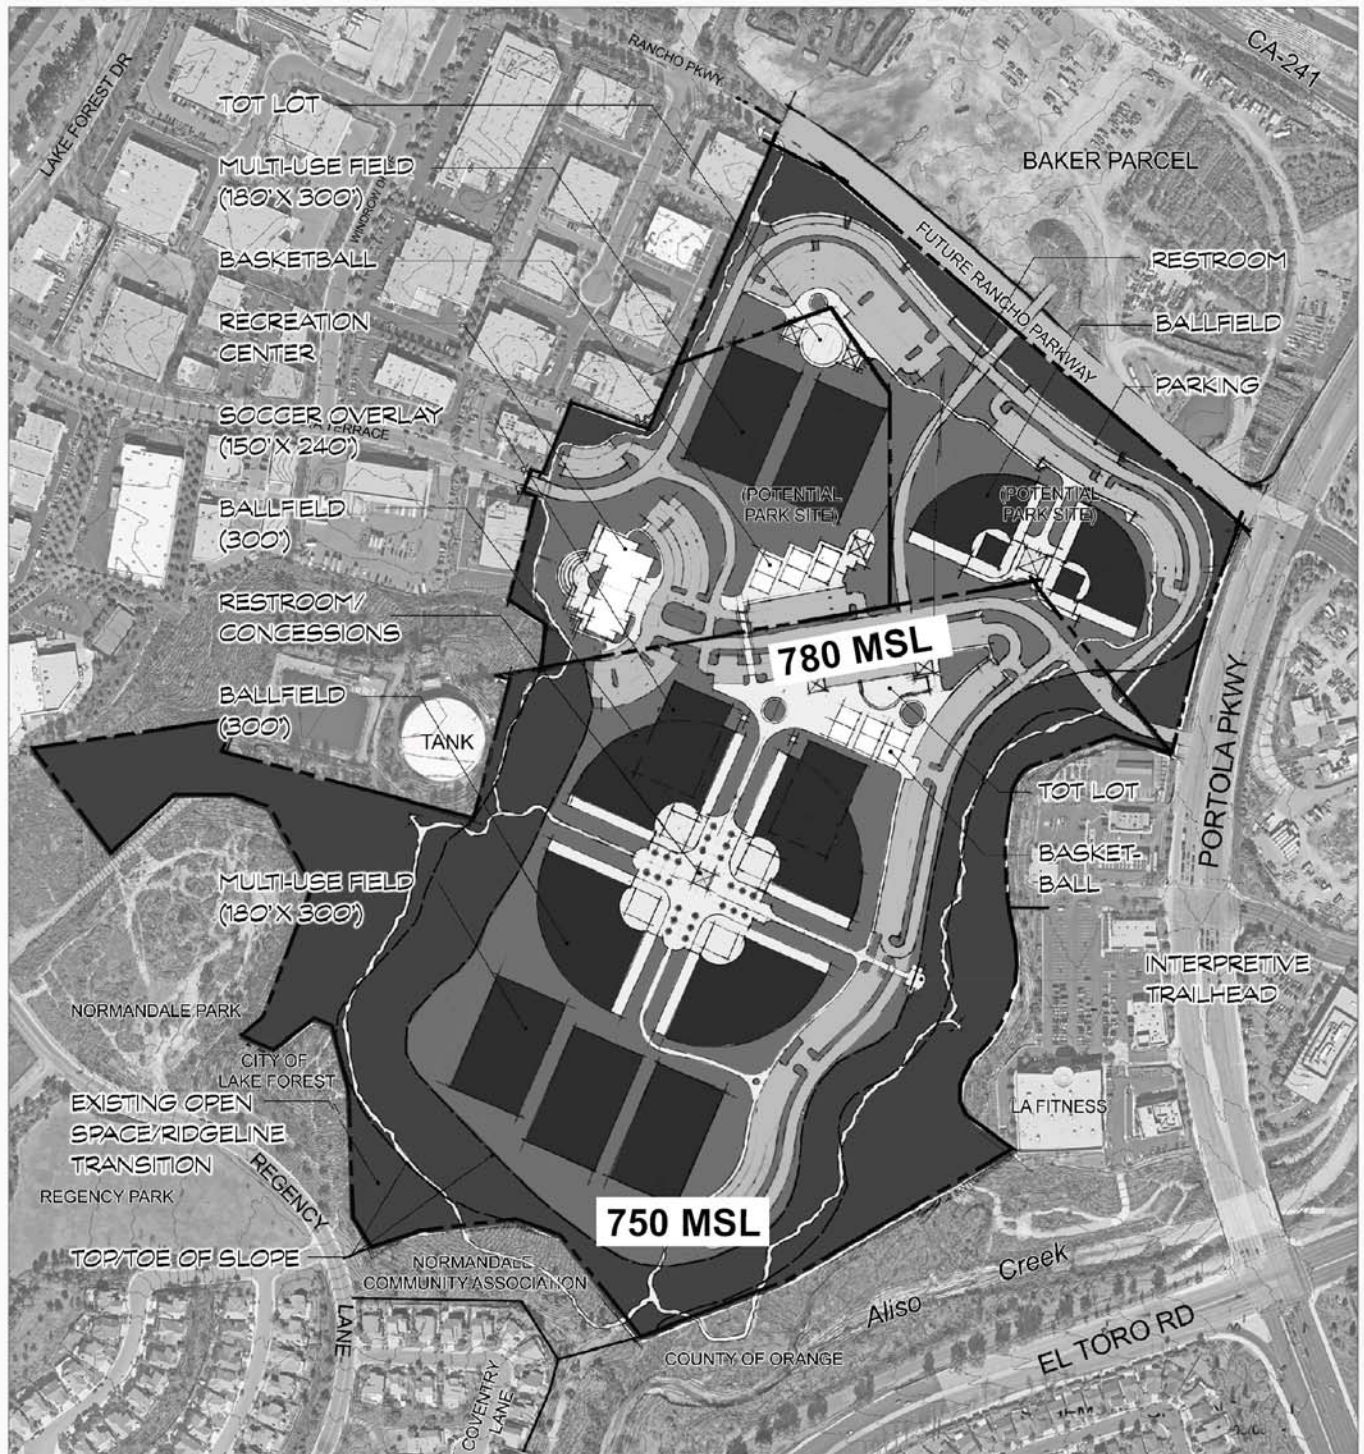 LAKE FOREST DR
RANCHO PKWY
CA-241
TOT LOT
MULTI-USE FIELD
(180' X 300')
WINDROW DR
BASKETBALL
RECREATION
CENTER
SOCCER OVERLAY
(150' X 240')
TERRACE
BALLFIELD
(300')
RESTROOM/
CONCESSIONS
BALLFIELD
(300')
TANK
MULTI-USE FIELD
(180' X 300')
BAKER PARCEL
FUTURE RANCHO PARKWAY
RESTROOM
BALLFIELD
PARKING
(POTENTIAL
PARK SITE)
(POTENTIAL
PARK SITE)
780 MSL
PORTOLA PKWY
TOT LOT
BASKET-
BALL
INTERPRETIVE
TRAILHEAD
LA FITNESS
NORMANDALE PARK
CITY OF
LAKE FOREST
EXISTING OPEN
SPACE/RIDGELINE
TRANSITION
REGENCY PARK
REGENCY
LANE
TOP/TOE OF SLOPE
750 MSL
NORMANDALE
COMMUNITY ASSOCIATION
Aliso Creek
EL TORO RD
COUNTY OF ORANGE
COVENTRY
LANE